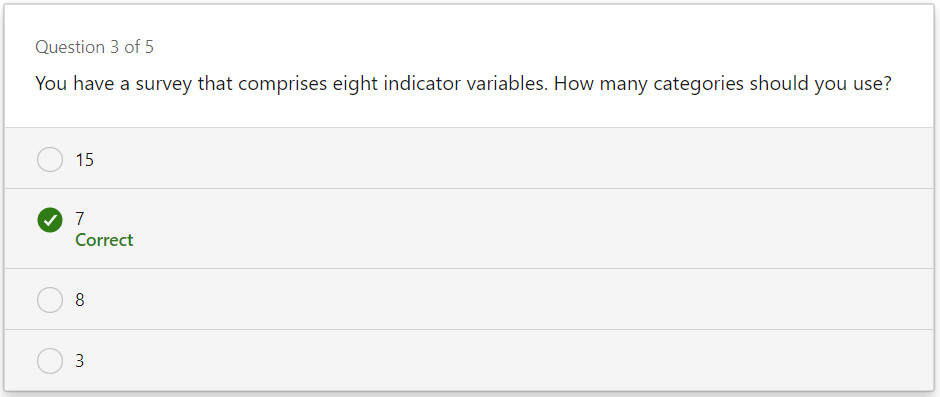 Question 3 of 5
You have a survey that comprises eight indicator variables. How many categories should you use?
15
7
Correct
8
3